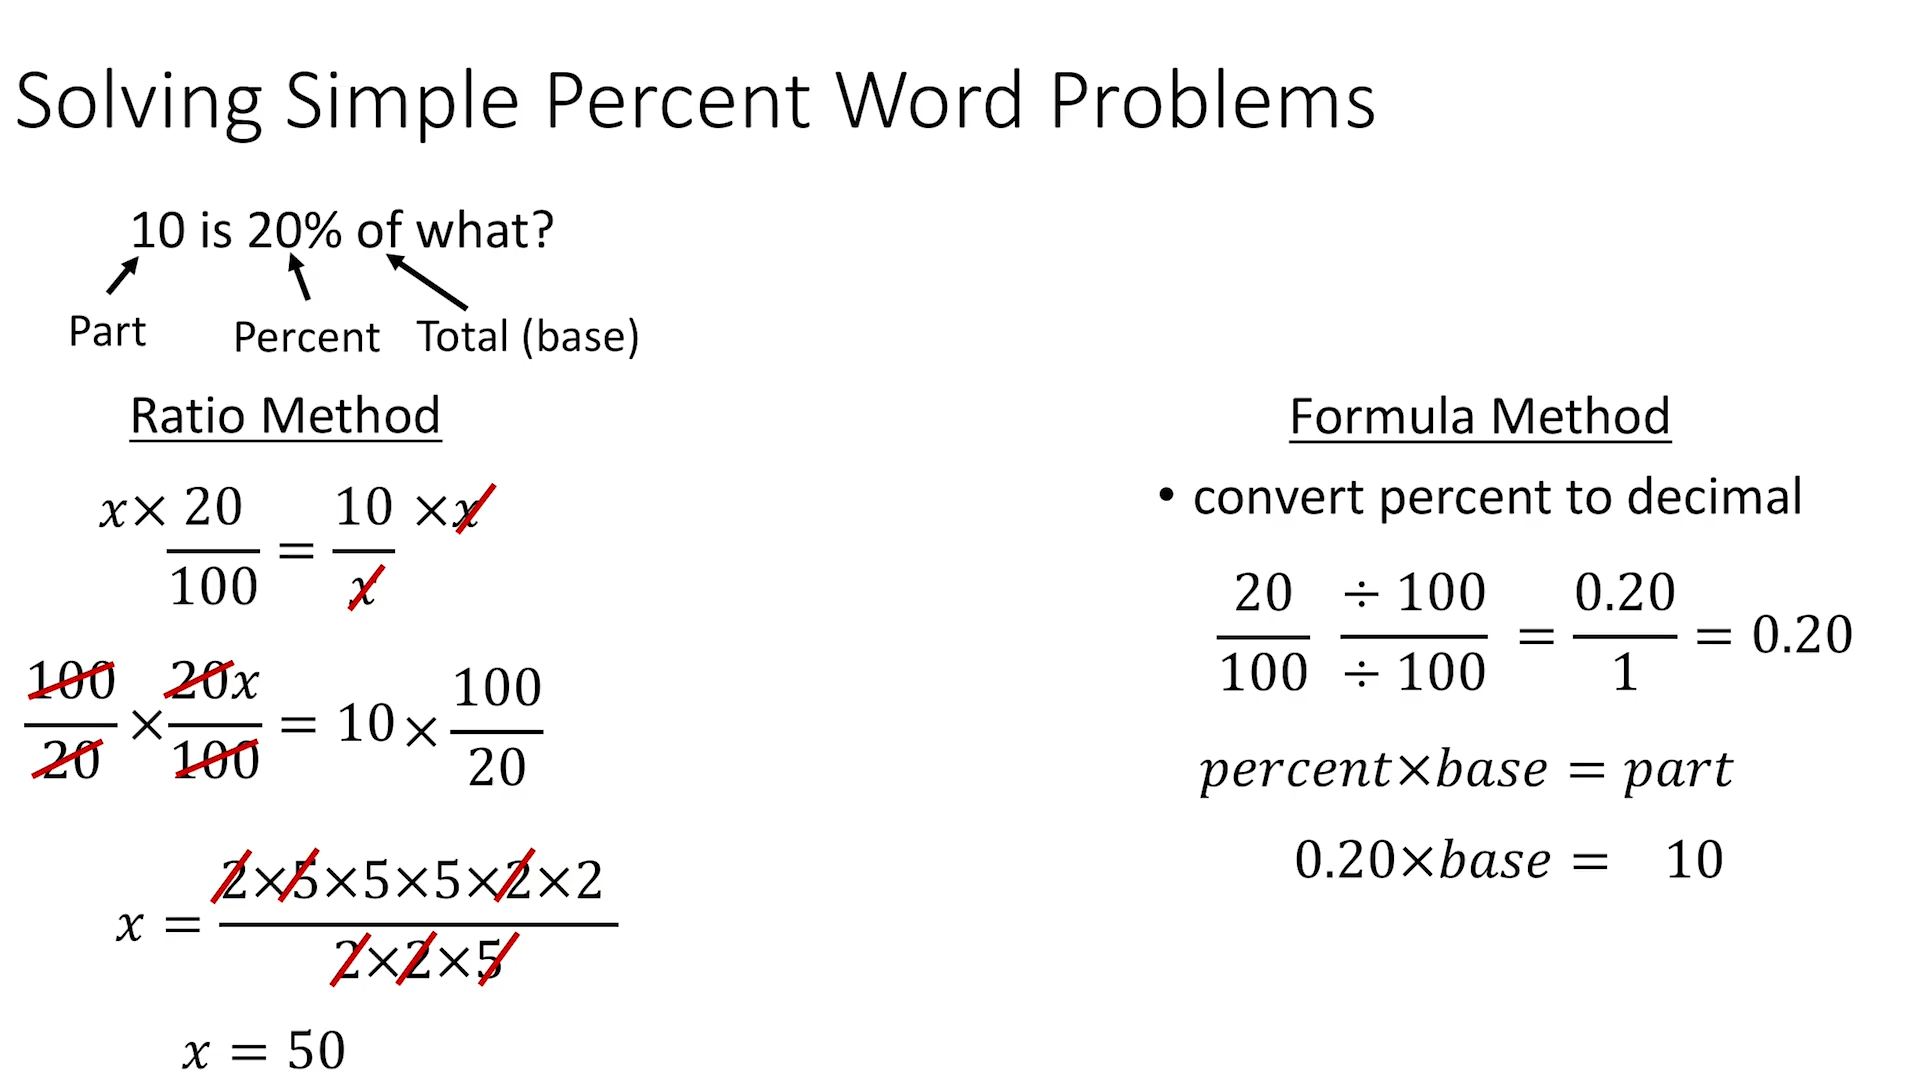 Solving Simple Percent Word Problems
10 is 20% of what?
Part Percent Total (base)
Ratio Method
x× 20/100 = 10/x ×x
100/20 × 20x/100 = 10 × 100/20
x = 2×5×5×5×2×2 / 2×2×5
x = 50
Formula Method
• convert percent to decimal
20/100 ÷ 100/÷ 100 = 0.20/1 = 0.20
percent×base = part
0.20×base = 10